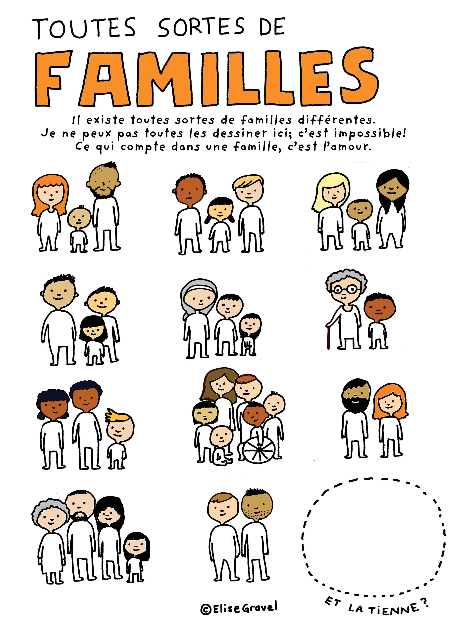 TOUTES SORTES DE
FAMILLES
Il existe toutes sortes de familles différentes.
Je ne peux pas toutes les dessiner ici; c'est impossible!
Ce qui compte dans une famille, c'est l'amour.
©Elise Gravel
ET LA TIENNE?